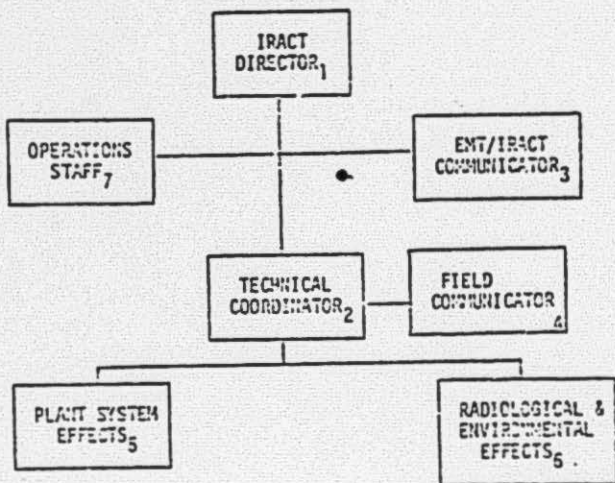 IRACT
DIRECTOR1
OPERATIONS
STAFF7
EMT/IRACT
COMMUNICATOR3
TECHNICAL
COORDINATOR2
FIELD
COMMUNICATOR
4
PLANT SYSTEM
EFFECTS5
RADIOLOGICAL &
ENVIRONMENTAL
EFFECTS6